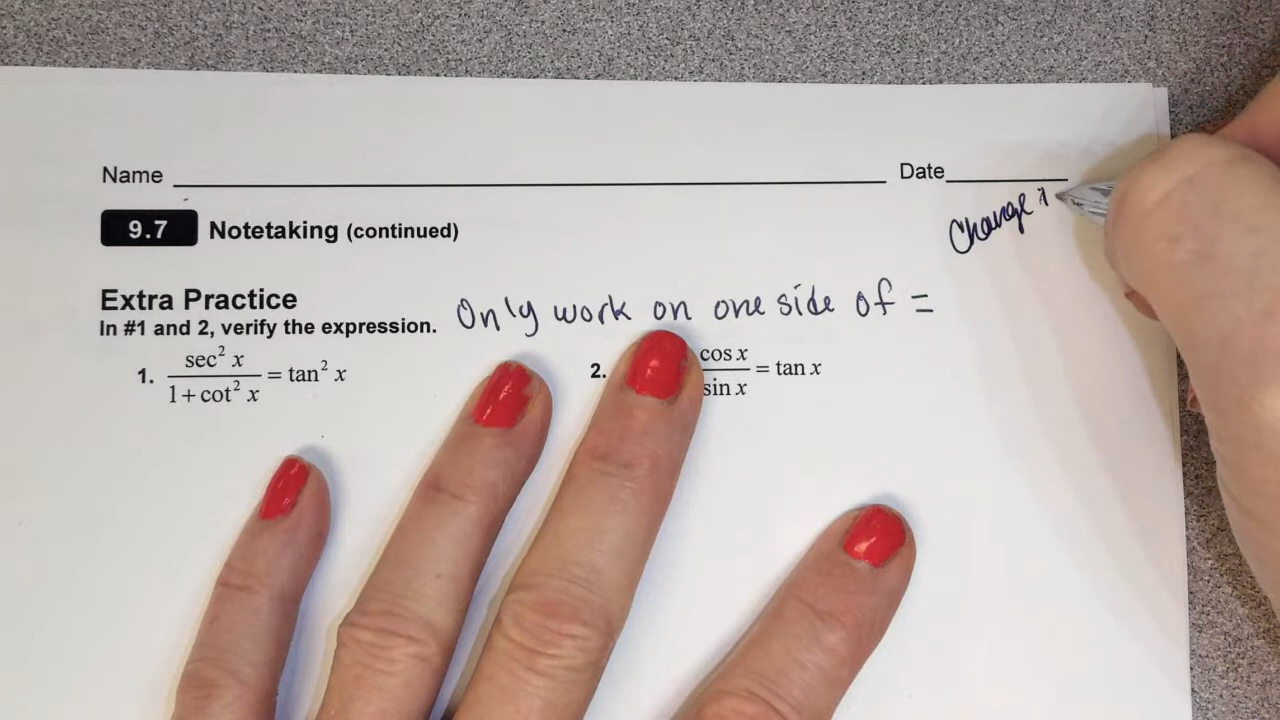 Name Date
9.7 Notetaking (continued)
Change
Extra Practice
Only work on one side of =
In #1 and 2, verify the expression.
1. sec² x / 1 + cot² x = tan² x
2. cos x / sin x = tan x